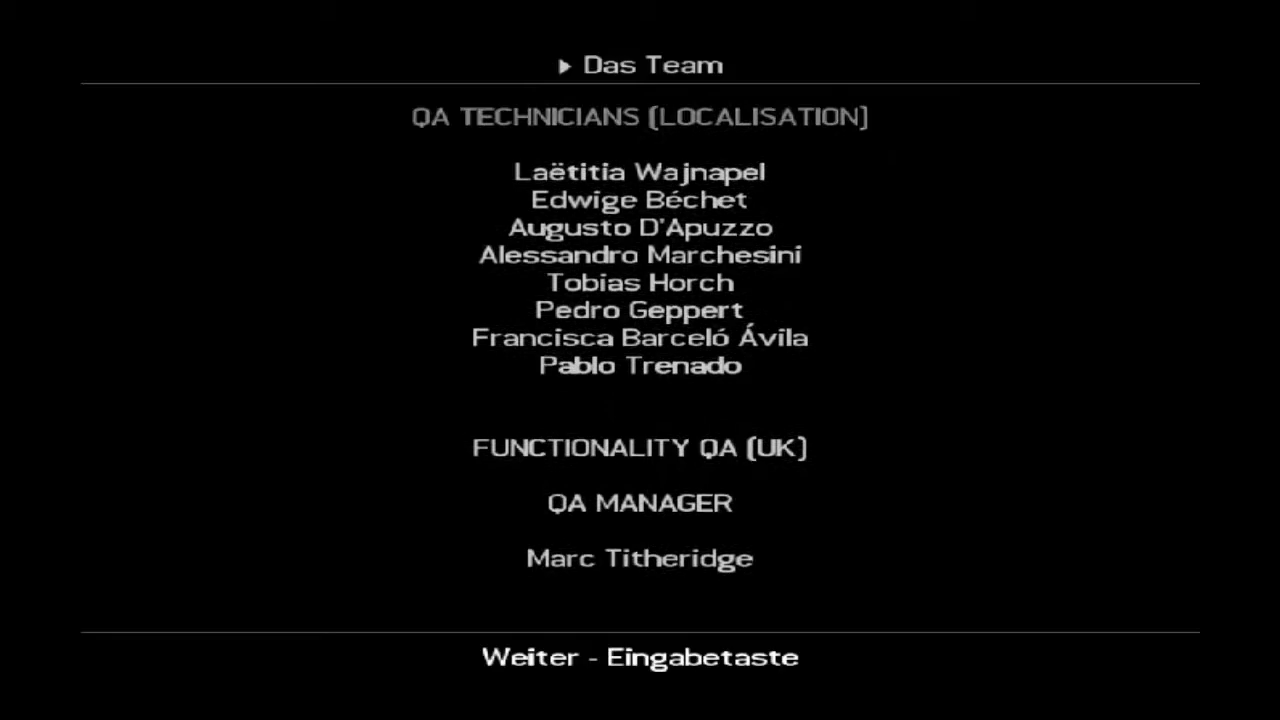 Das Team
QA TECHNICIANS (LOCALISATION)
Laëtitia Wajnapel
Edwige Béchet
Augusto D'Apuzzo
Alessandro Marchesini
Tobias Horch
Pedro Geppert
Francisca Barceló Ávila
Pablo Trenado
FUNCTIONALITY QA (UK)
QA MANAGER
Marc Titheridge
Weiter - Eingabetaste